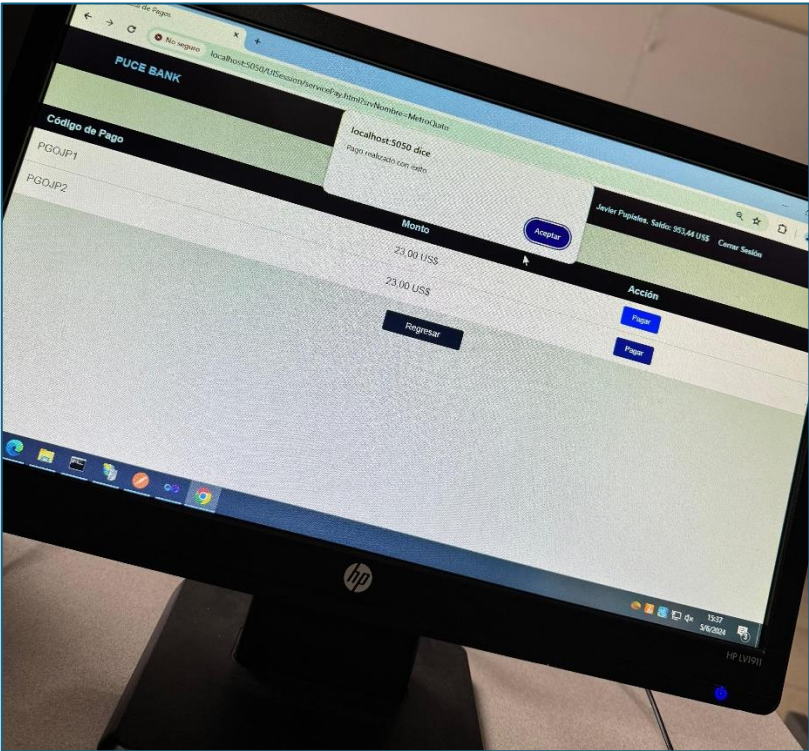 de Pagos
No seguro
localhost:5050/UISession/servicePay.html?srvNombre=MetroQuito
PUCE BANK
localhost:5050 dice
Pago realizado con éxito
Aceptar
Javier Pupiales, Saldo: 953,44 US$ Cerrar Sesión
Código de Pago Monto Acción
PGOJP1 23,00 US$ Pagar
PGOJP2 23,00 US$ Pagar
Regresar
15:37
5/6/2024
hp
HP LV1911